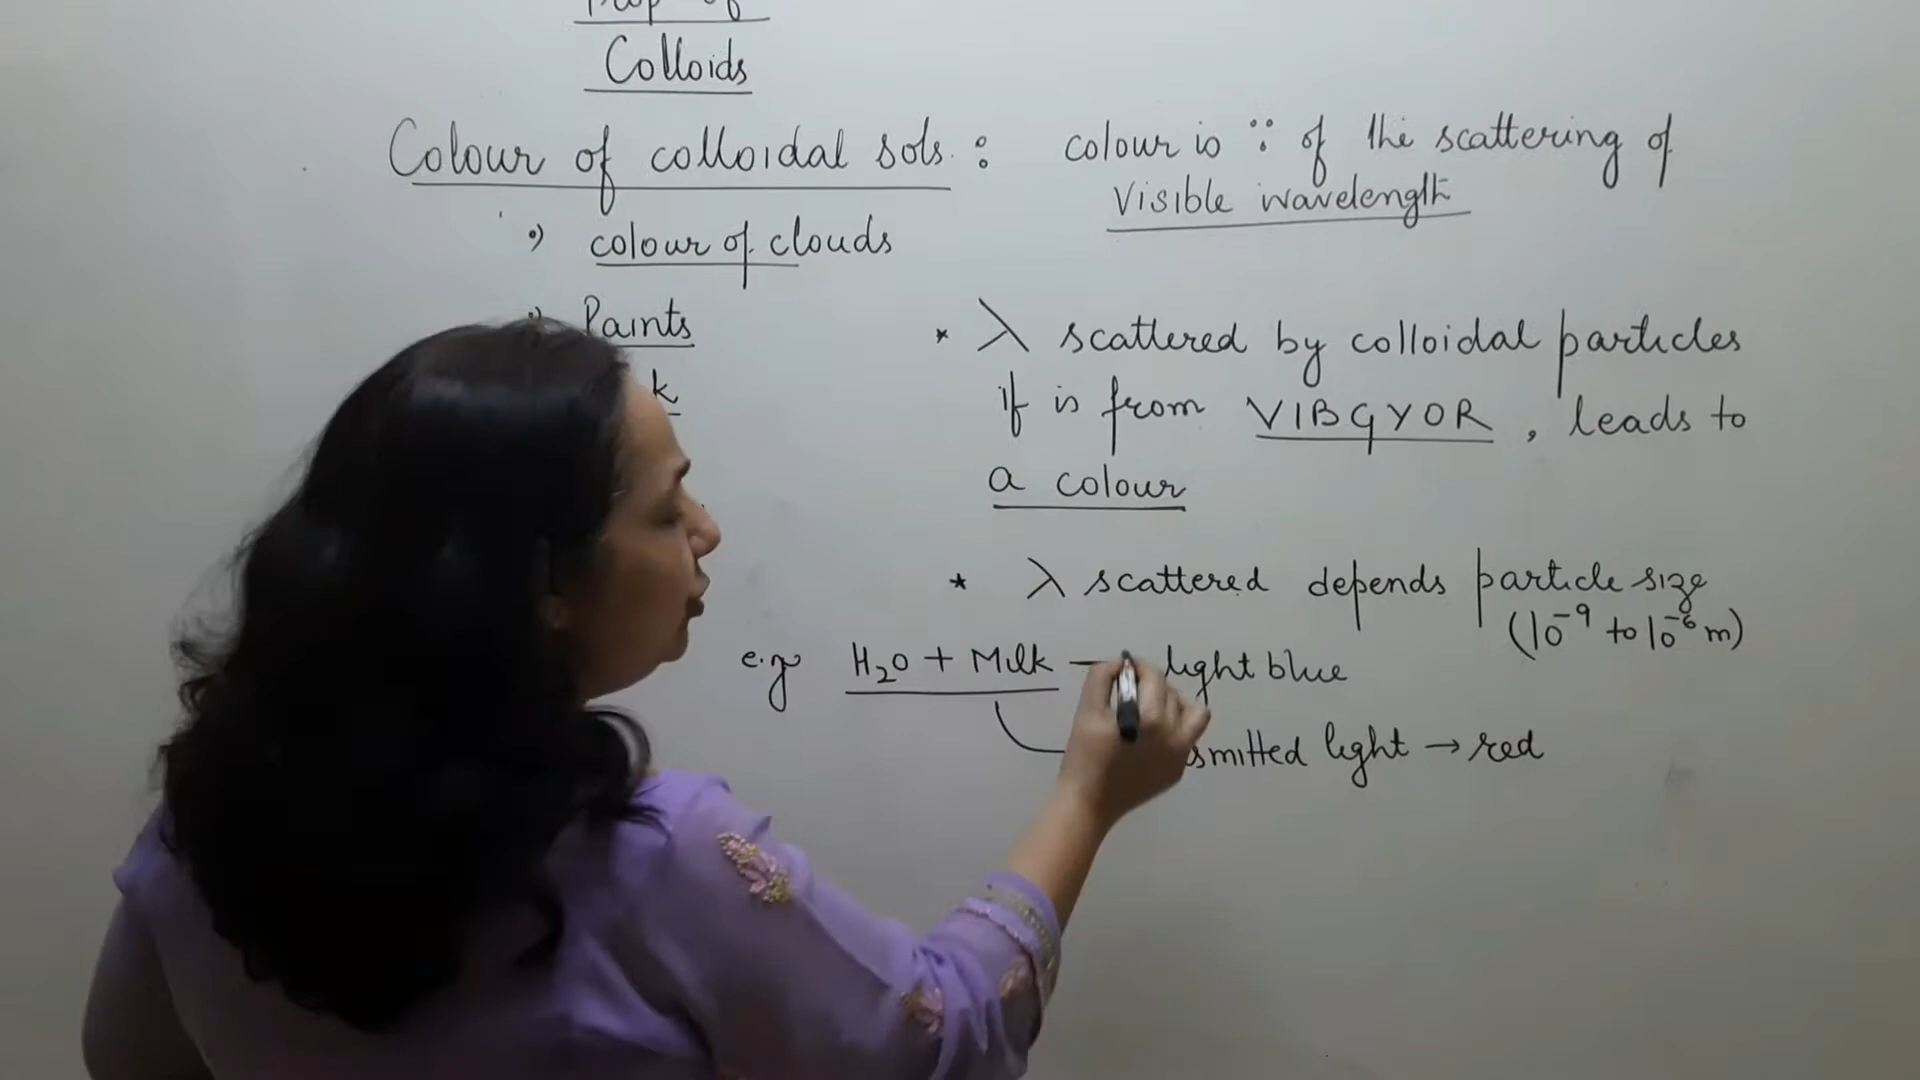 Prop of
Colloids
Colour of colloidal sols :
colour of clouds
Paints
k
colour is ∵ of the scattering of
visible wavelength
* λ scattered by colloidal particles
if is from VIBGYOR, leads to
a colour
* λ scattered depends particle size
(10⁻⁹ to 10⁻⁶ m)
e.g H₂O + Milk → light blue
smitted light → red